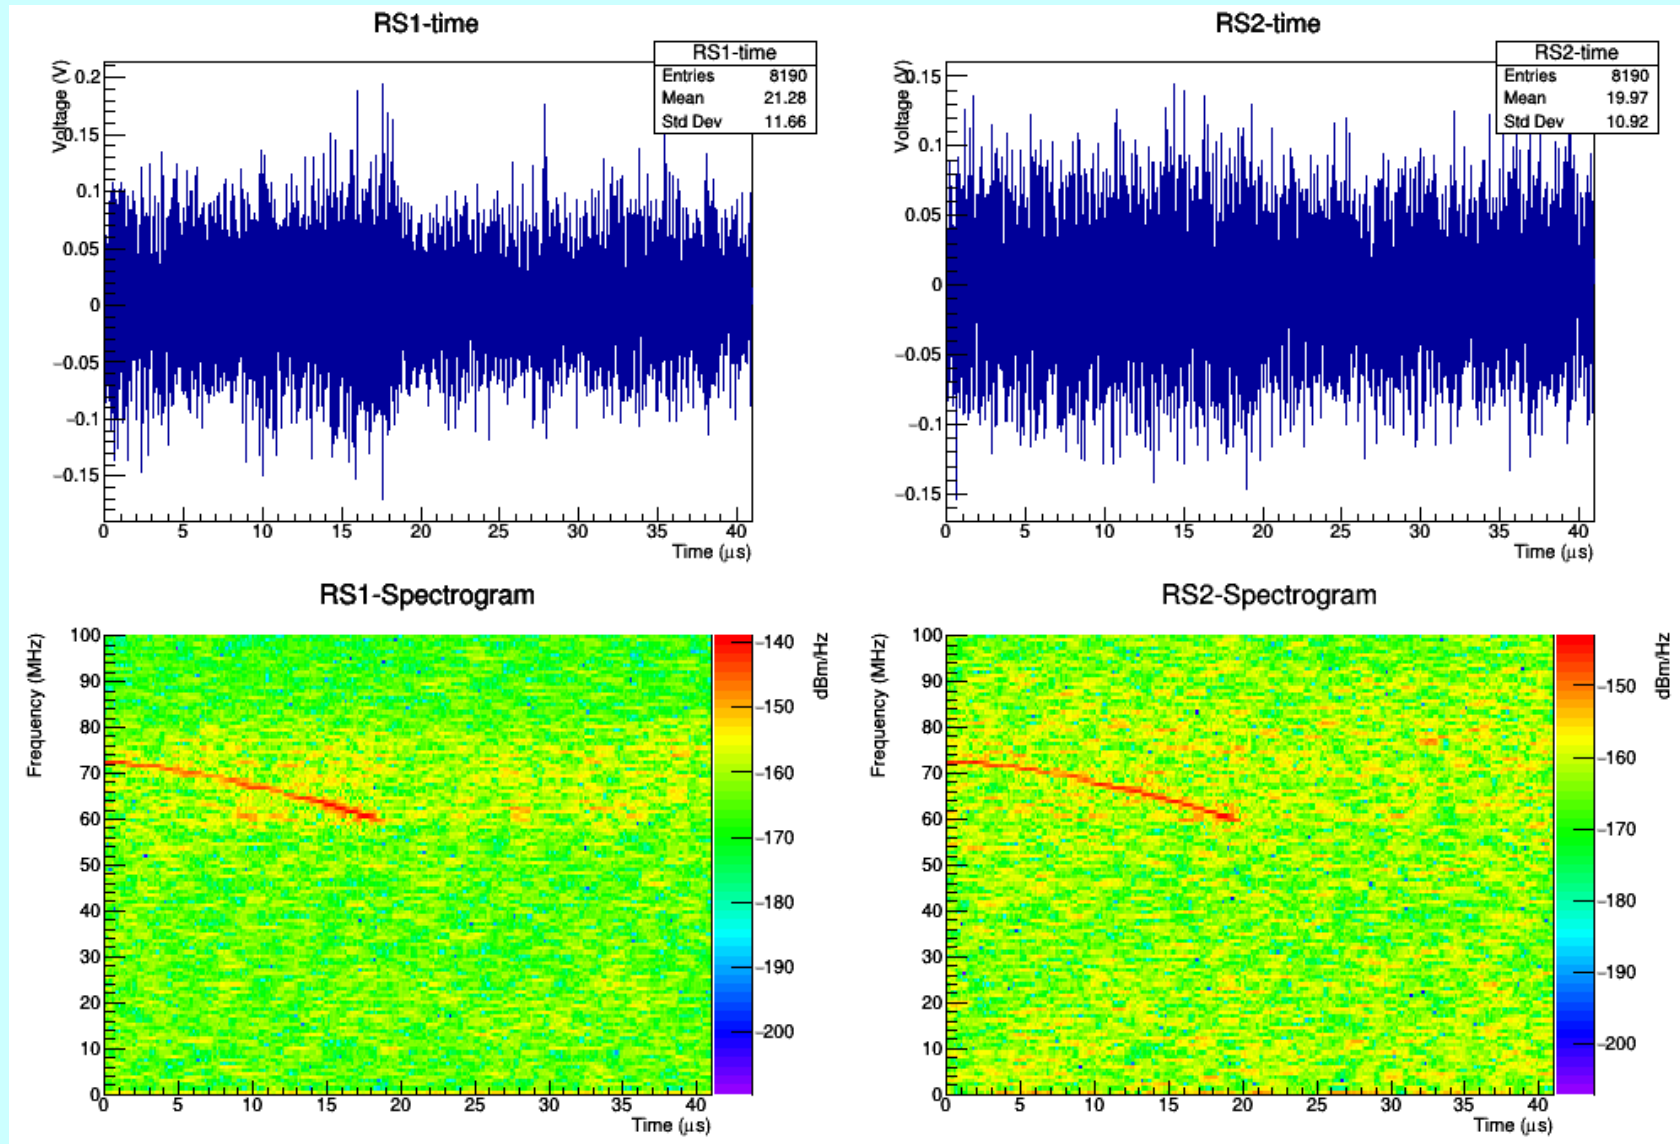 RS1-time
RS1-time
Entries 8190
Mean 21.28
Std Dev 11.66
Voltage (V)
0.2
0.15
0.1
0.05
0
−0.05
−0.1
−0.15
0 5 10 15 20 25 30 35 40
Time (μs)
RS2-time
RS2-time
Entries 8190
Mean 19.97
Std Dev 10.92
Voltage (V)
0.15
0.1
0.05
0
−0.05
−0.1
−0.15
0 5 10 15 20 25 30 35 40
Time (μs)
RS1-Spectrogram
Frequency (MHz)
100
90
80
70
60
50
40
30
20
10
0
0 5 10 15 20 25 30 35 40
Time (μs)
dBm/Hz
−140
−150
−160
−170
−180
−190
−200
RS2-Spectrogram
Frequency (MHz)
100
90
80
70
60
50
40
30
20
10
0
0 5 10 15 20 25 30 35 40
Time (μs)
dBm/Hz
−150
−160
−170
−180
−190
−200